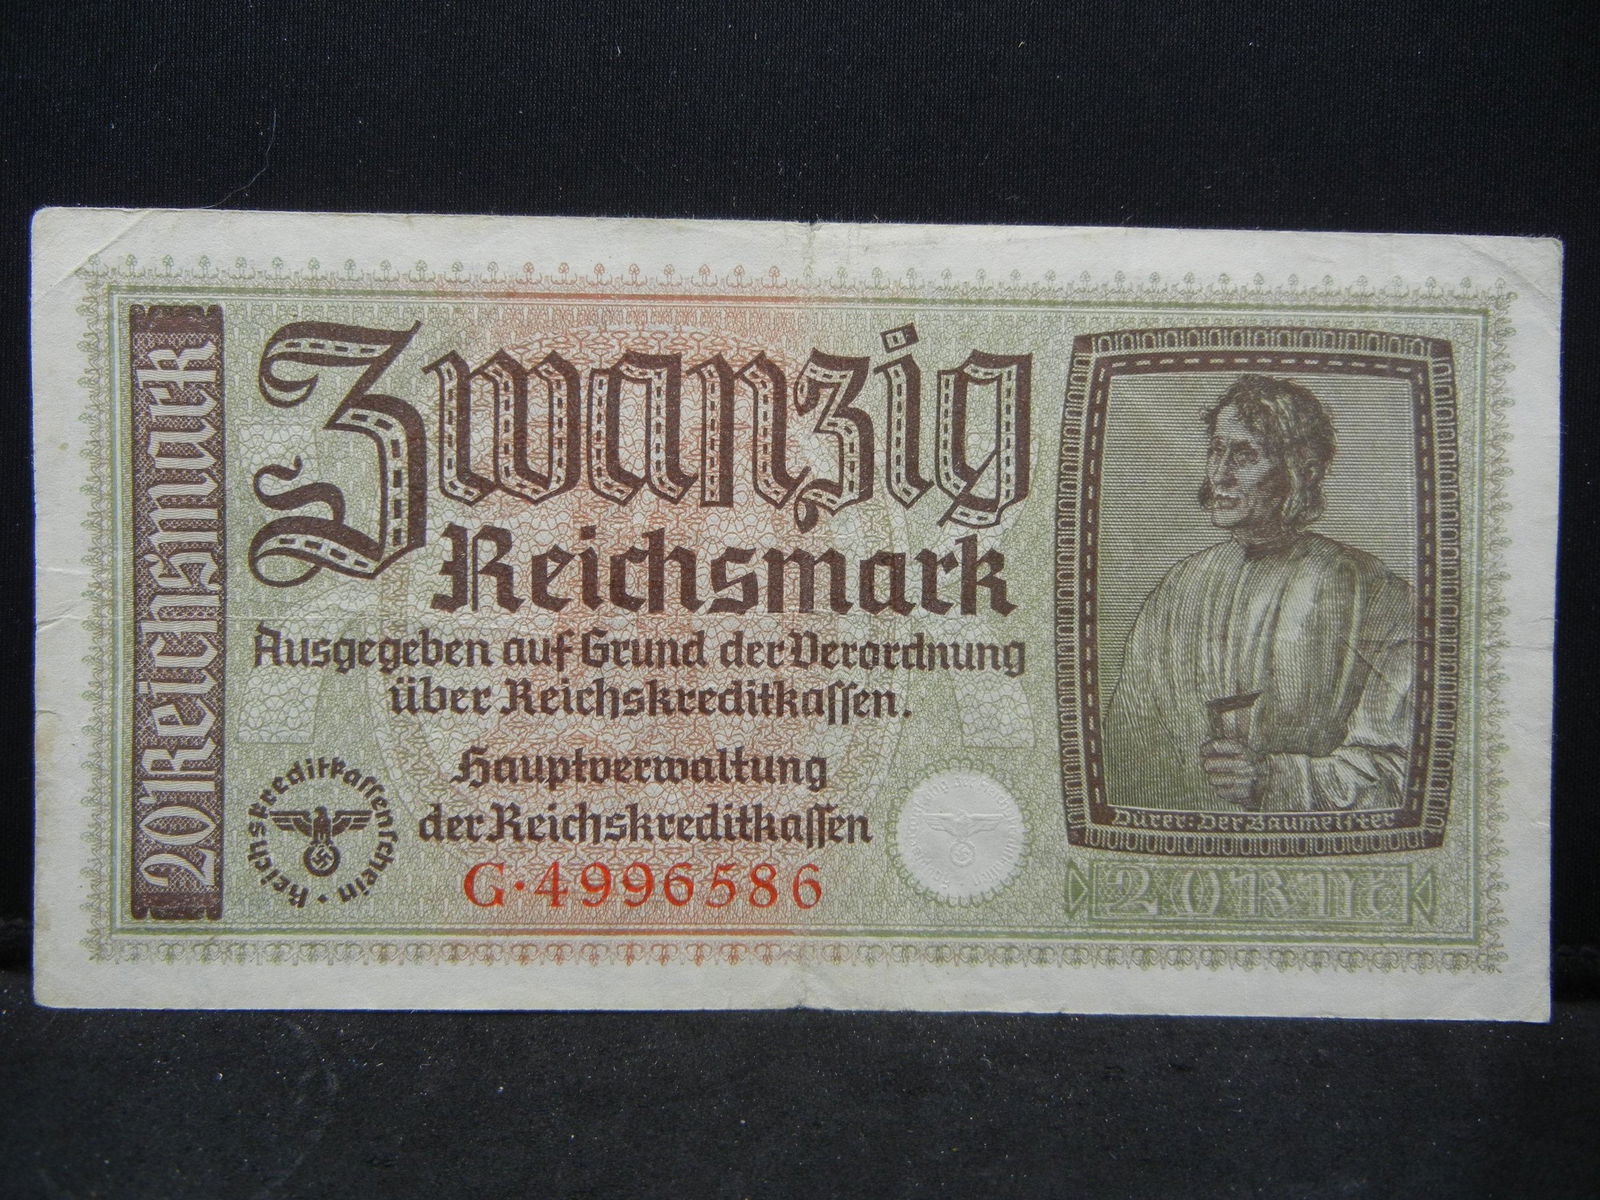 20 Reichsmark
Zwanzig
Reichsmark
Ausgegeben auf Grund der Verordnung
über Reichskreditkassen.
Hauptverwaltung
der Reichskreditkassen
G·4996586
Reichskreditkassenschein ·
Dürer: Der Baumeister
20 RM